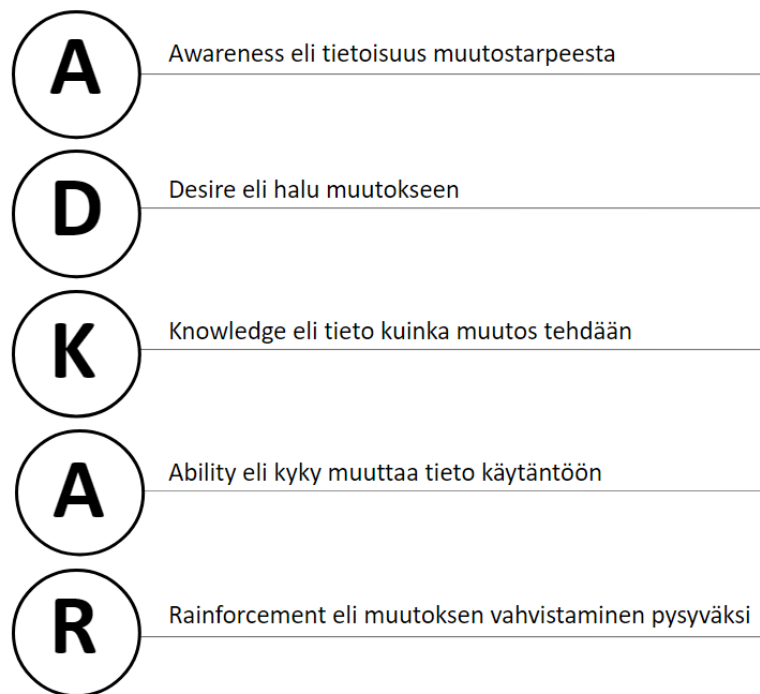 A
Awareness eli tietoisuus muutostarpeesta
D
Desire eli halu muutokseen
K
Knowledge eli tieto kuinka muutos tehdään
A
Ability eli kyky muuttaa tieto käytäntöön
R
Rainforcement eli muutoksen vahvistaminen pysyväksi